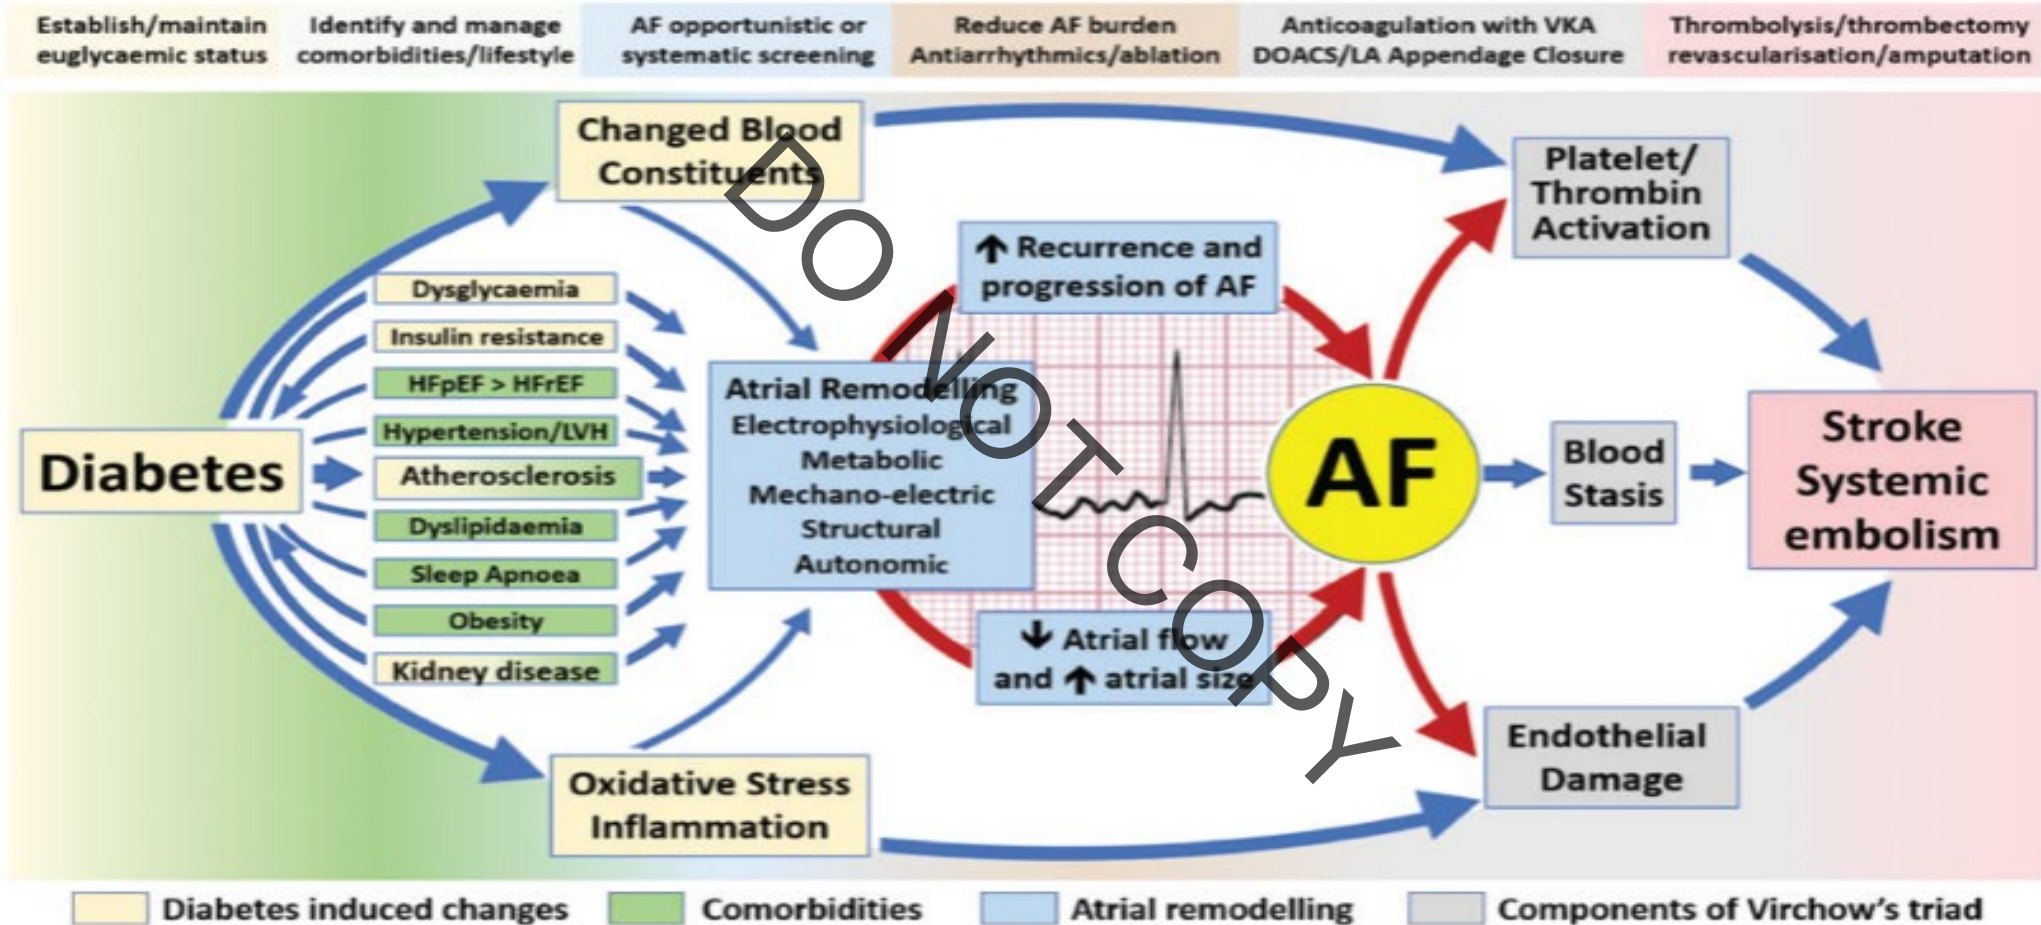 Establish/maintain
euglycaemic status
Identify and manage
comorbidities/lifestyle
AF opportunistic or
systematic screening
Reduce AF burden
Antiarrhythmics/ablation
Anticoagulation with VKA
DOACS/LA Appendage Closure
Thrombolysis/thrombectomy
revascularisation/amputation
Changed Blood
Constituents
Platelet/
Thrombin
Activation
↑ Recurrence and
progression of AF
Dysglycaemia
Insulin resistance
HFpEF > HFrEF
Hypertension/LVH
Atherosclerosis
Dyslipidaemia
Sleep Apnoea
Obesity
Kidney disease
Diabetes
Atrial Remodelling
Electrophysiological
Metabolic
Mechano-electric
Structural
Autonomic
AF
Blood
Stasis
Stroke
Systemic
embolism
↓ Atrial flow
and ↑ atrial size
Endothelial
Damage
Oxidative Stress
Inflammation
DO NOT COPY
Diabetes induced changes
Comorbidities
Atrial remodelling
Components of Virchow's triad